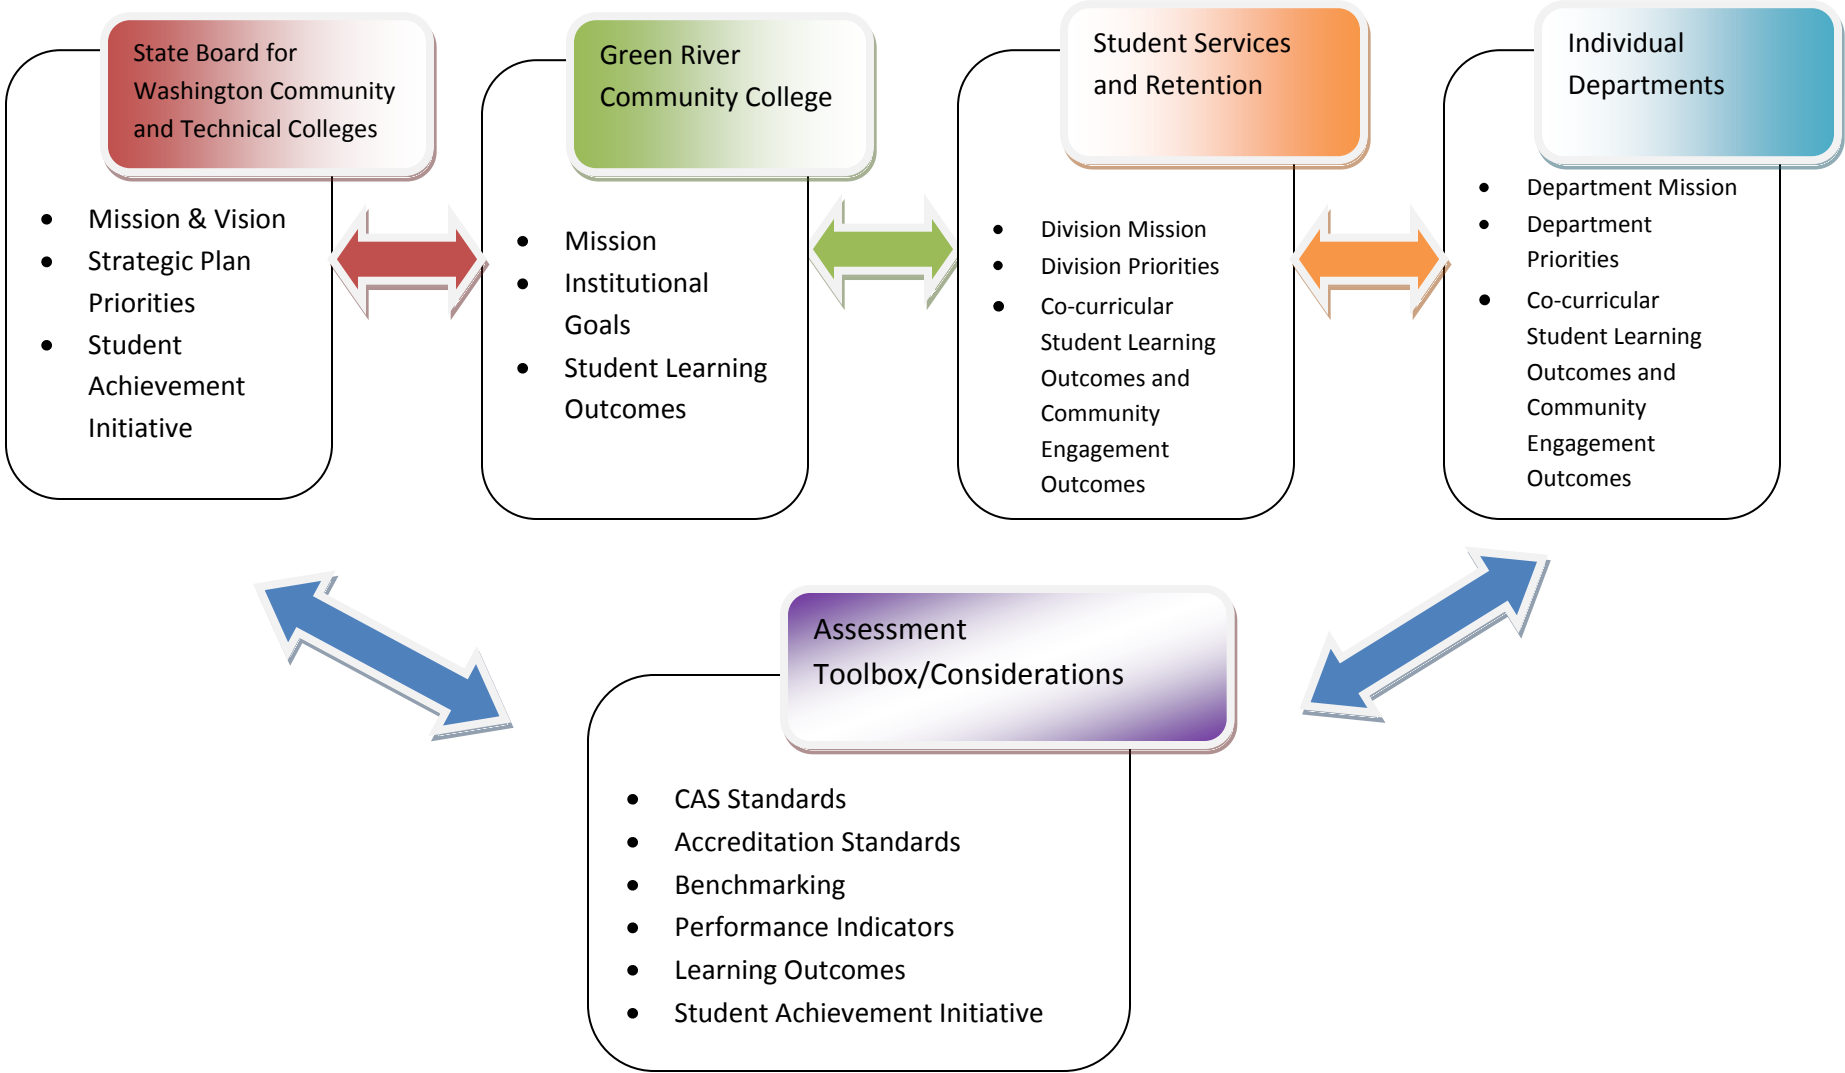 State Board for
Washington Community
and Technical Colleges
• Mission & Vision
• Strategic Plan
Priorities
• Student
Achievement
Initiative
Green River
Community College
• Mission
• Institutional
Goals
• Student Learning
Outcomes
Student Services
and Retention
• Division Mission
• Division Priorities
• Co-curricular
Student Learning
Outcomes and
Community
Engagement
Outcomes
Individual
Departments
• Department Mission
• Department
Priorities
• Co-curricular
Student Learning
Outcomes and
Community
Engagement
Outcomes
Assessment
Toolbox/Considerations
• CAS Standards
• Accreditation Standards
• Benchmarking
• Performance Indicators
• Learning Outcomes
• Student Achievement Initiative